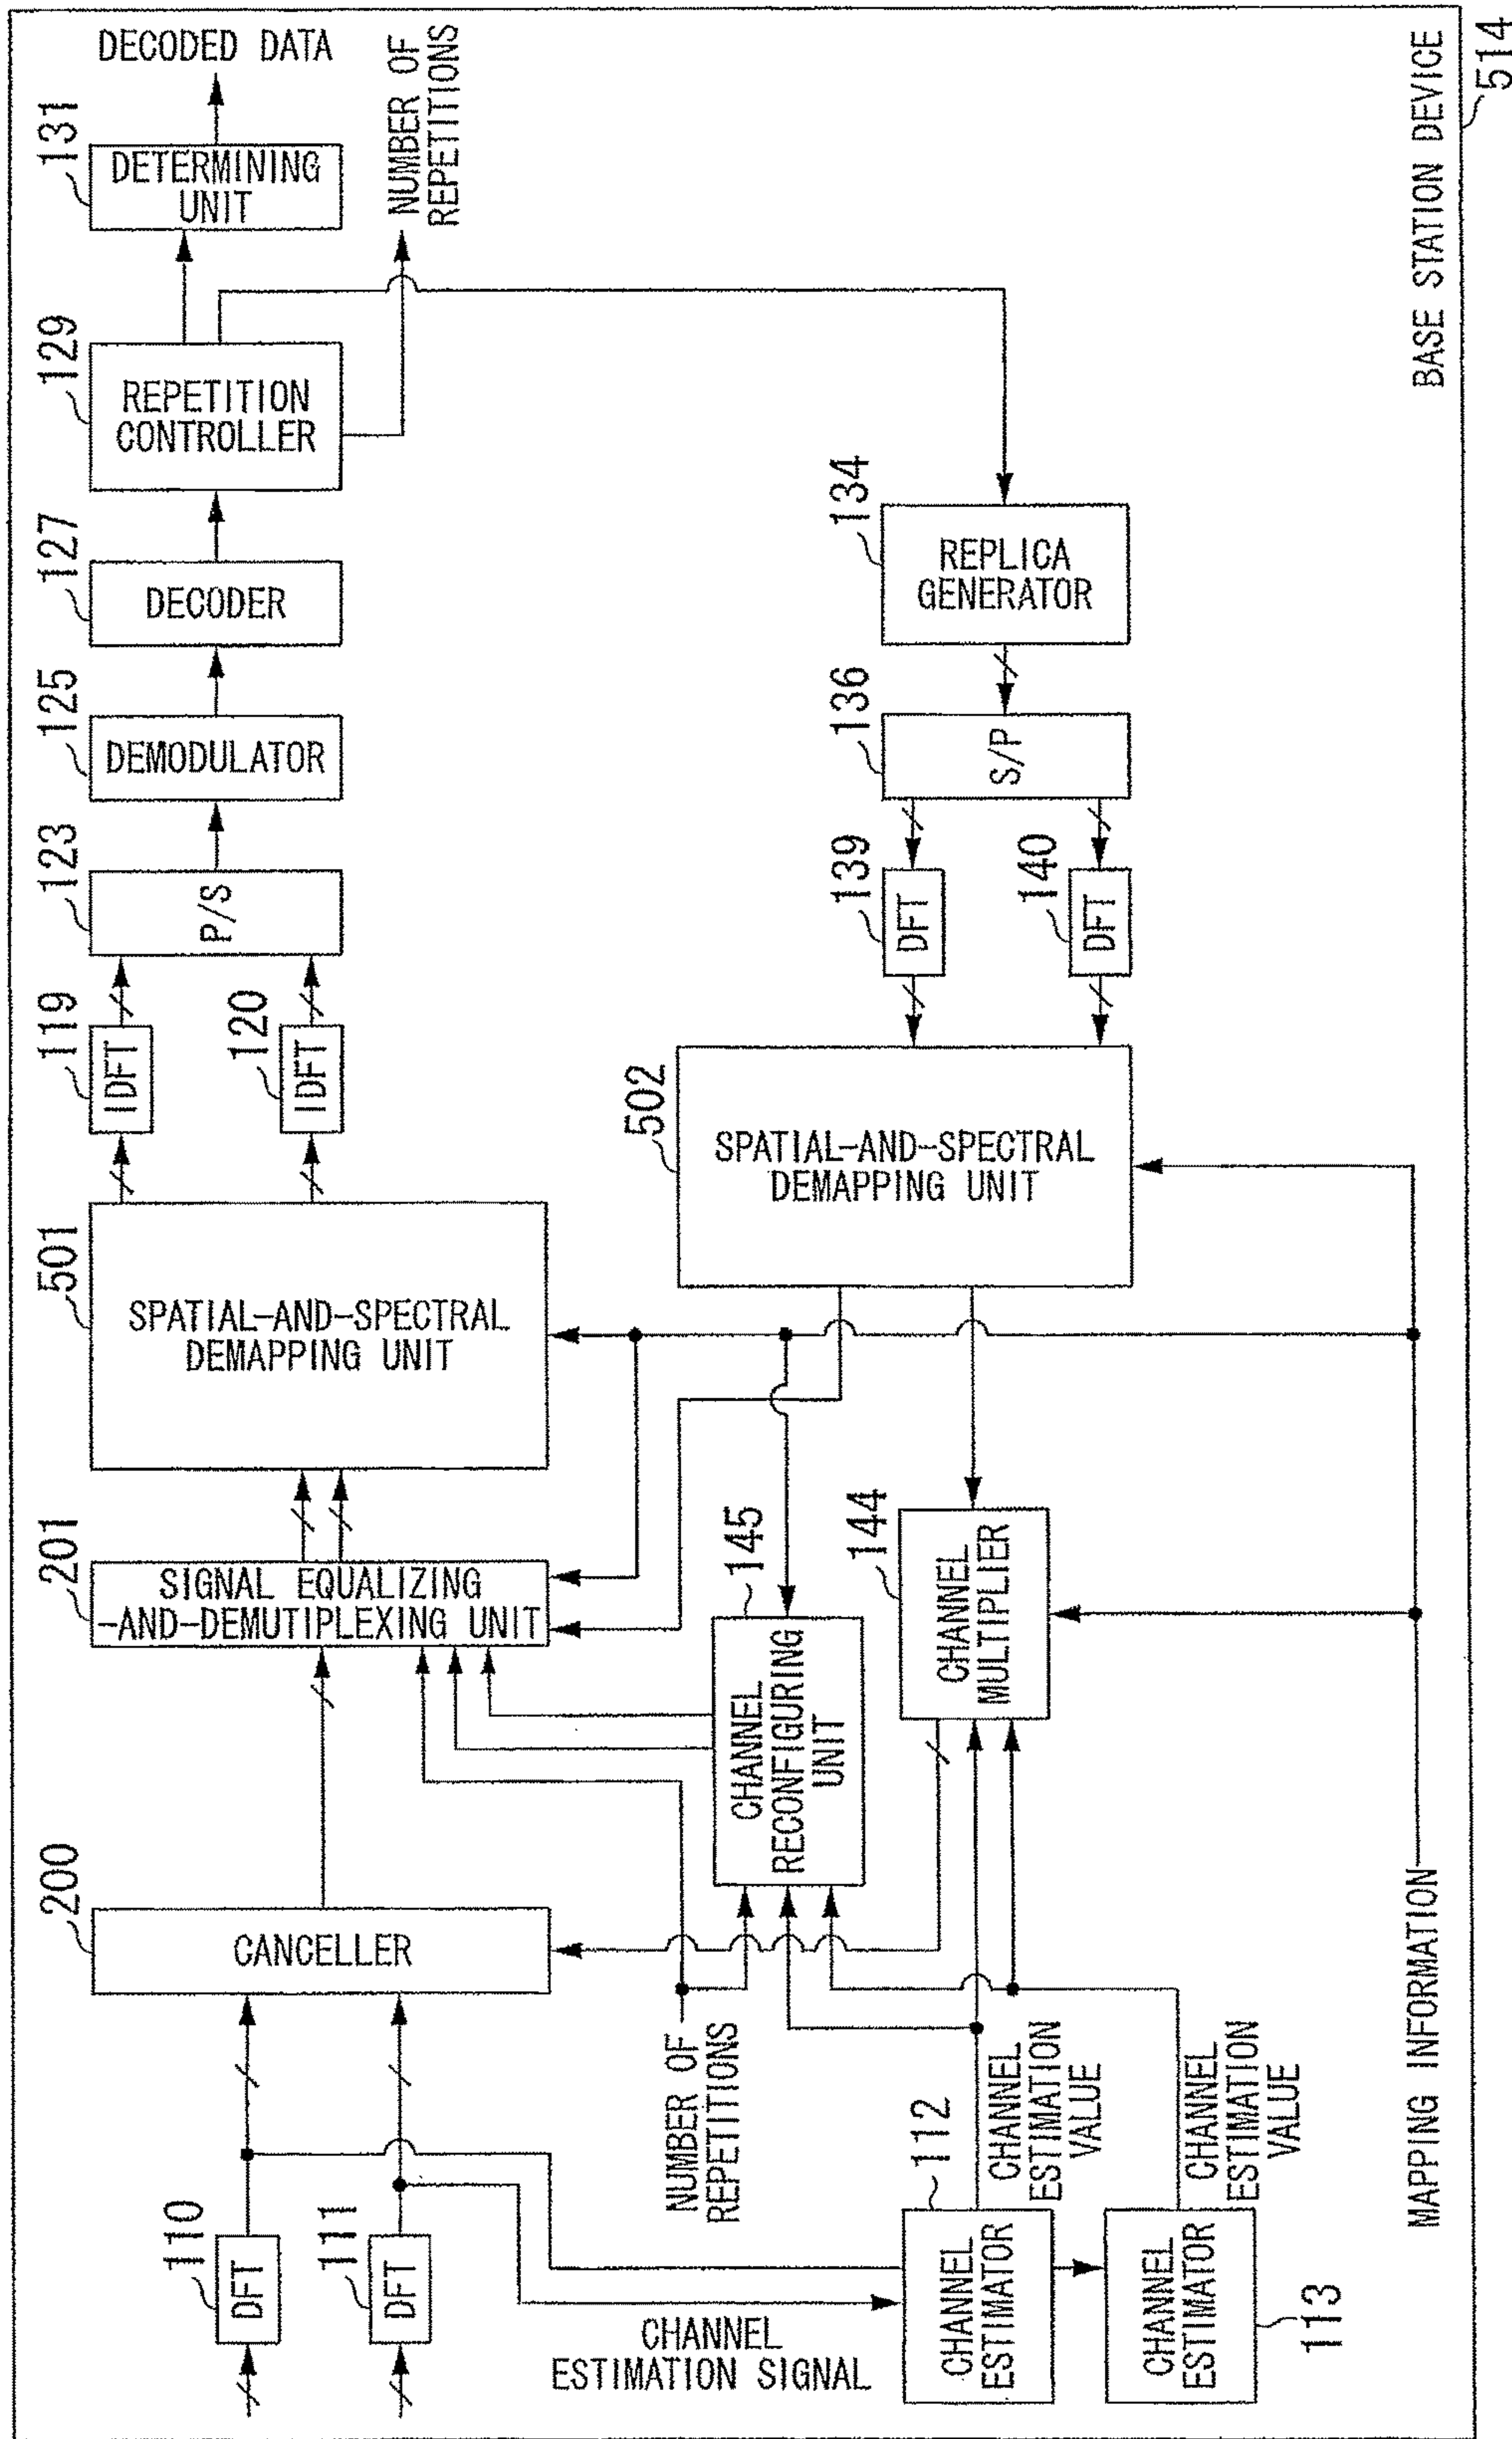 BASE STATION DEVICE
514
110
DFT
111
DFT
200
CANCELLER
201
SIGNAL EQUALIZING
-AND-DEMUTIPLEXING UNIT
501
SPATIAL-AND-SPECTRAL
DEMAPPING UNIT
119
IDFT
120
IDFT
123
P/S
125
DEMODULATOR
127
DECODER
129
REPETITION
CONTROLLER
131
DETERMINING
UNIT
DECODED DATA
NUMBER OF
REPETITIONS
134
REPLICA
GENERATOR
136
S/P
139
DFT
140
DFT
502
SPATIAL-AND-SPECTRAL
DEMAPPING UNIT
144
CHANNEL
MULTIPLIER
145
CHANNEL
RECONFIGURING
UNIT
NUMBER OF
REPETITIONS
CHANNEL
ESTIMATION SIGNAL
112
CHANNEL
ESTIMATOR
CHANNEL
ESTIMATION
VALUE
CHANNEL
ESTIMATOR
113
CHANNEL
ESTIMATION
VALUE
MAPPING INFORMATION